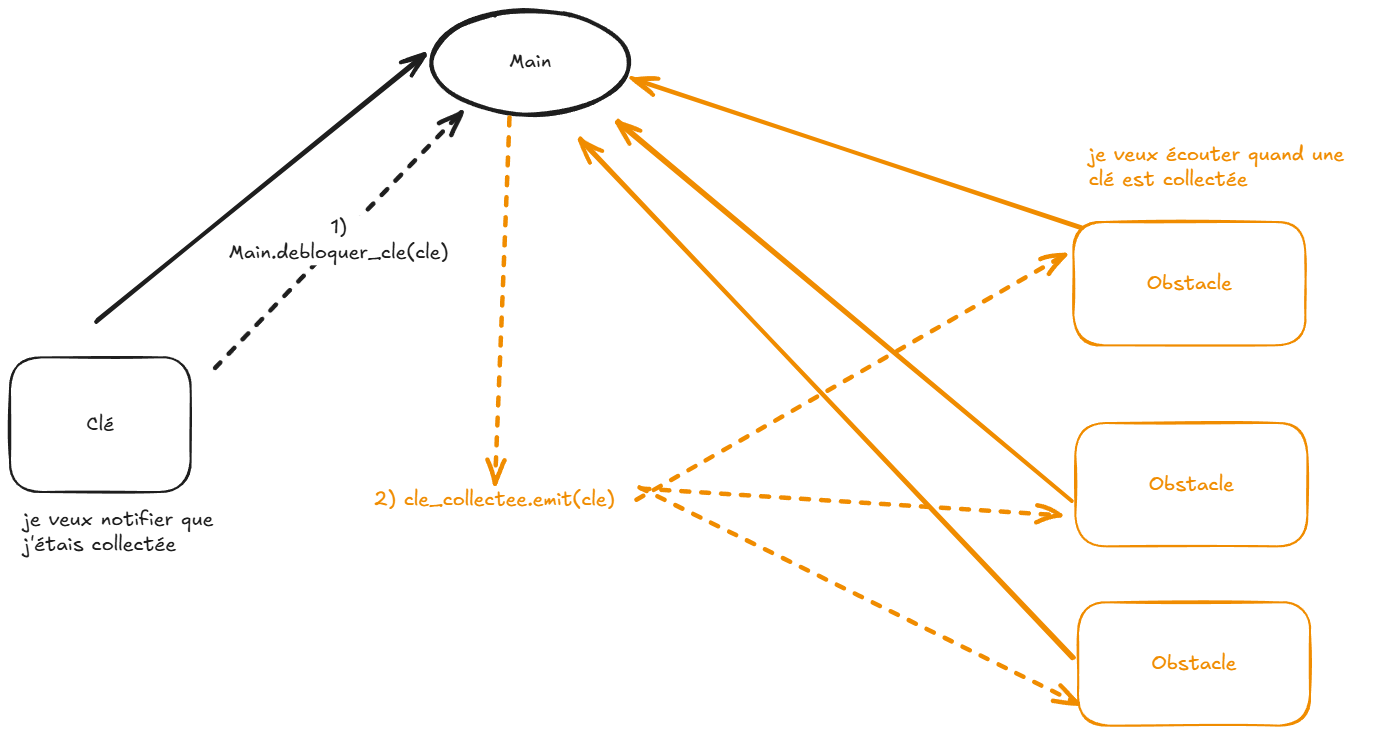 Main
je veux écouter quand une
clé est collectée
1)
Main.debloquer_cle(cle)
Obstacle
Clé
je veux notifier que
j'étais collectée
2) cle_collectee.emit(cle)
Obstacle
Obstacle